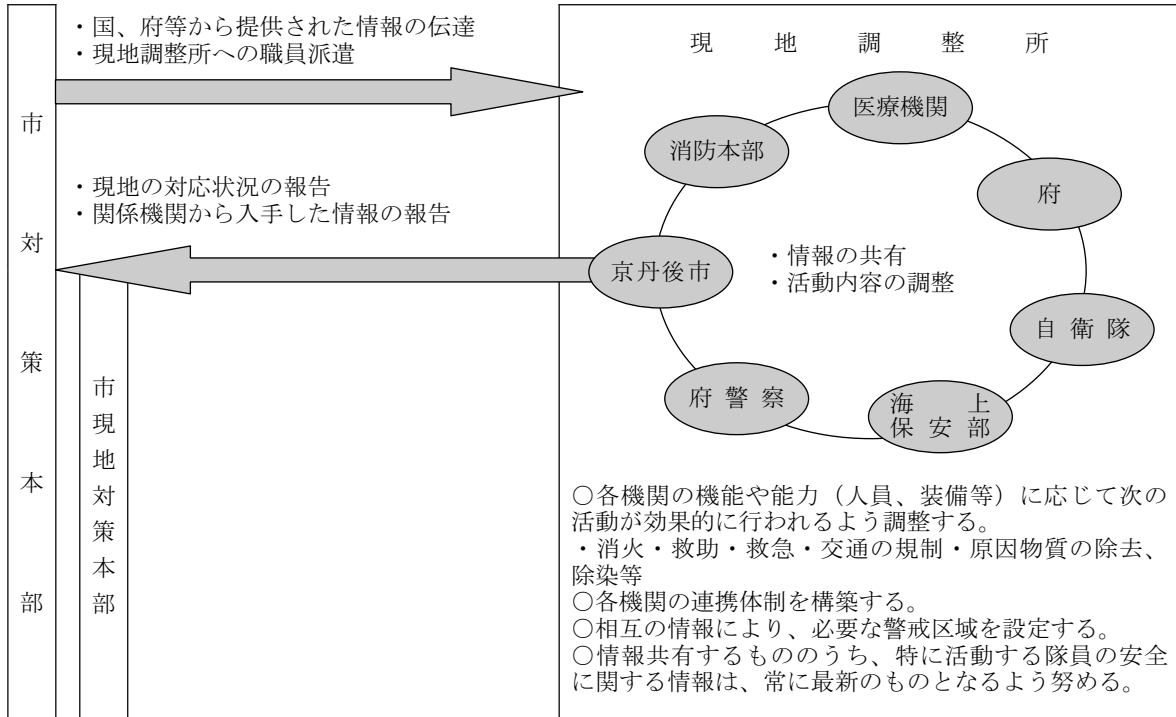 ・国、府等から提供された情報の伝達
・現地調整所への職員派遣
市対策本部
・現地の対応状況の報告
・関係機関から入手した情報の報告
市現地対策本部
現地調整所
医療機関
消防本部
府
京丹後市
・情報の共有
・活動内容の調整
自衛隊
府警察
海上
保安部
○各機関の機能や能力（人員、装備等）に応じて次の
活動が効果的に行われるよう調整する。
・消火・救助・救急・交通の規制・原因物質の除去、
除染等
○各機関の連携体制を構築する。
○相互の情報により、必要な警戒区域を設定する。
○情報共有するもののうち、特に活動する隊員の安全
に関する情報は、常に最新のものとなるよう努める。